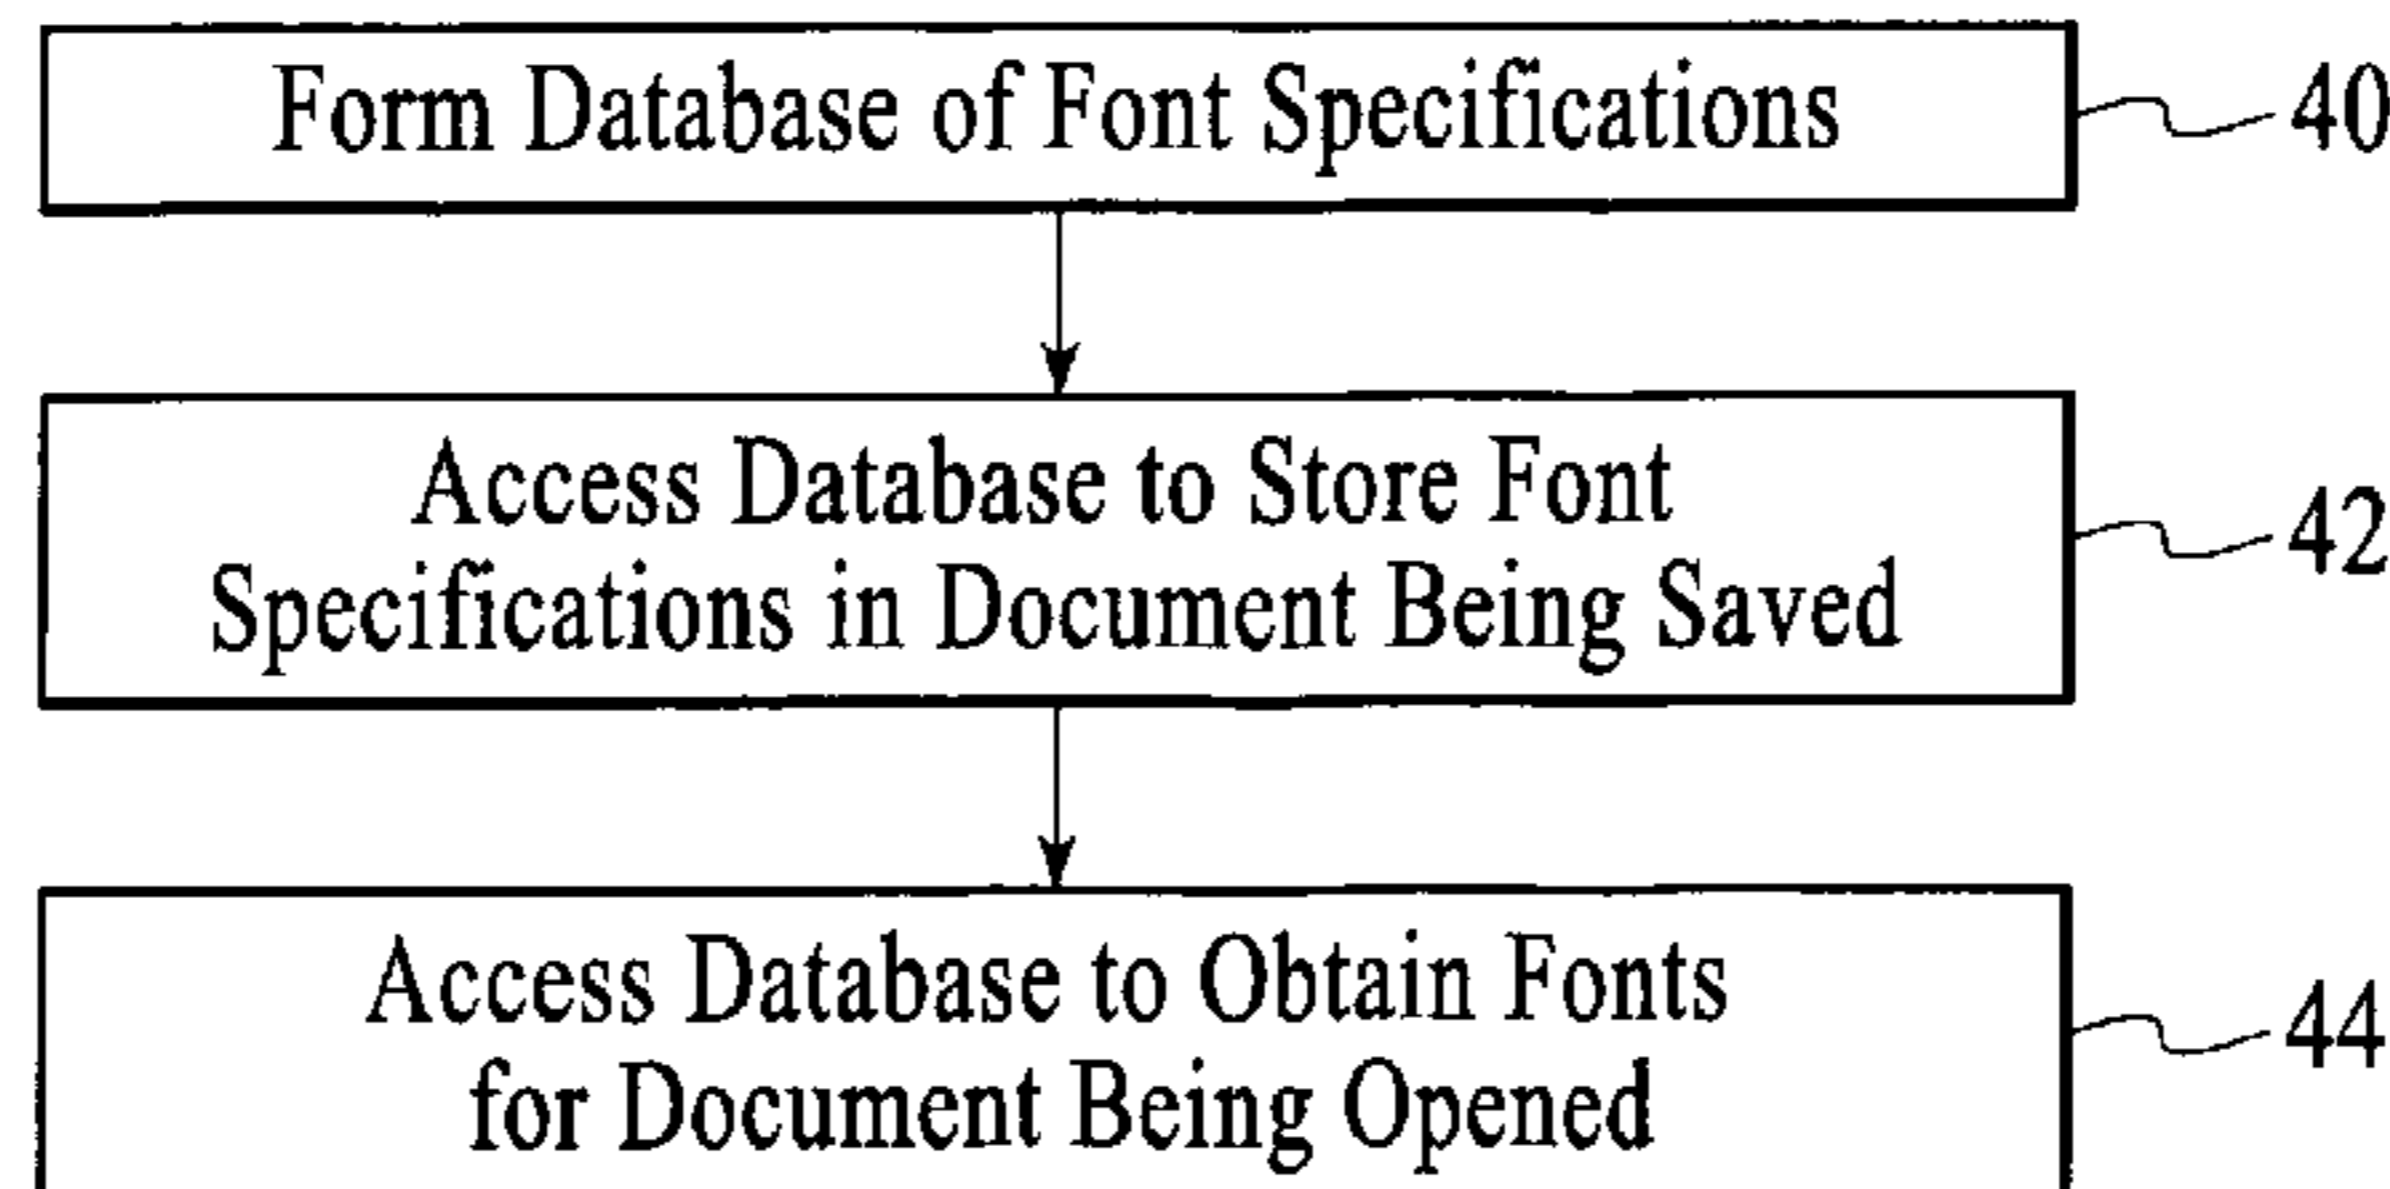 Form Database of Font Specifications
40
Access Database to Store Font
Specifications in Document Being Saved
42
Access Database to Obtain Fonts
for Document Being Opened
44